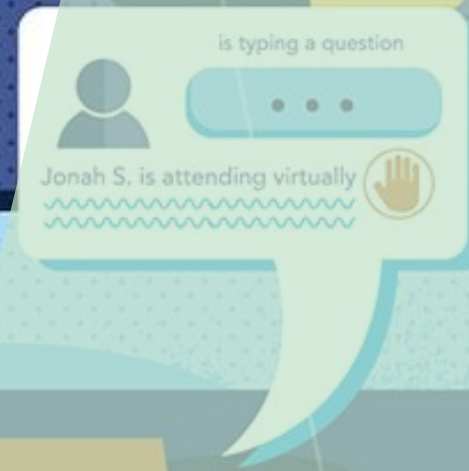 is typing a question
Jonah S. is attending virtually